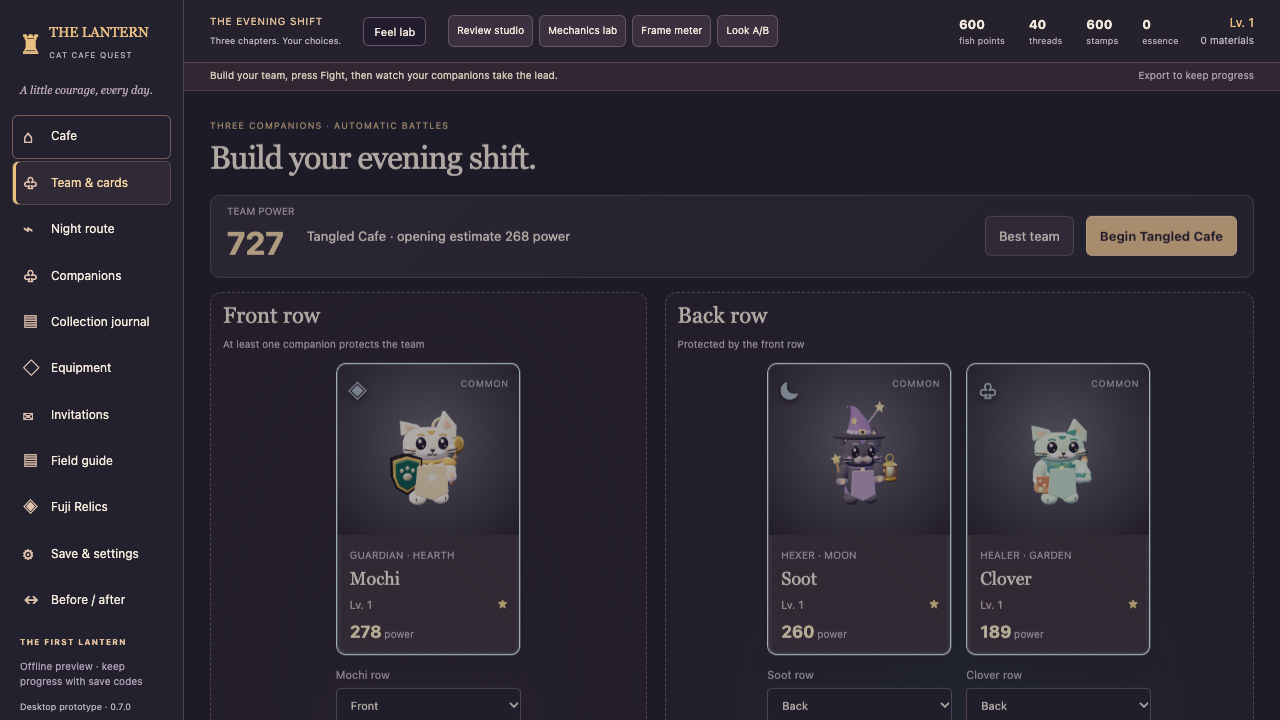 THE LANTERN
CAT CAFE QUEST
A little courage, every day.
Cafe
Team & cards
Night route
Companions
Collection journal
Equipment
Invitations
Field guide
Fuji Relics
Save & settings
Before / after
THE FIRST LANTERN
Offline preview · keep
progress with save codes
Desktop prototype · 0.7.0
THE EVENING SHIFT
Three chapters. Your choices.
Feel lab
Review studio
Mechanics lab
Frame meter
Look A/B
600
fish points
40
threads
600
stamps
0
essence
Lv. 1
0 materials
Build your team, press Fight, then watch your companions take the lead.
Export to keep progress
THREE COMPANIONS · AUTOMATIC BATTLES
Build your evening shift.
TEAM POWER
727
Tangled Cafe · opening estimate 268 power
Best team
Begin Tangled Cafe
Front row
At least one companion protects the team
COMMON
GUARDIAN · HEARTH
Mochi
Lv. 1
278 power
Mochi row
Front
Back row
Protected by the front row
COMMON
HEXER · MOON
Soot
Lv. 1
260 power
Soot row
Back
COMMON
HEALER · GARDEN
Clover
Lv. 1
189 power
Clover row
Back